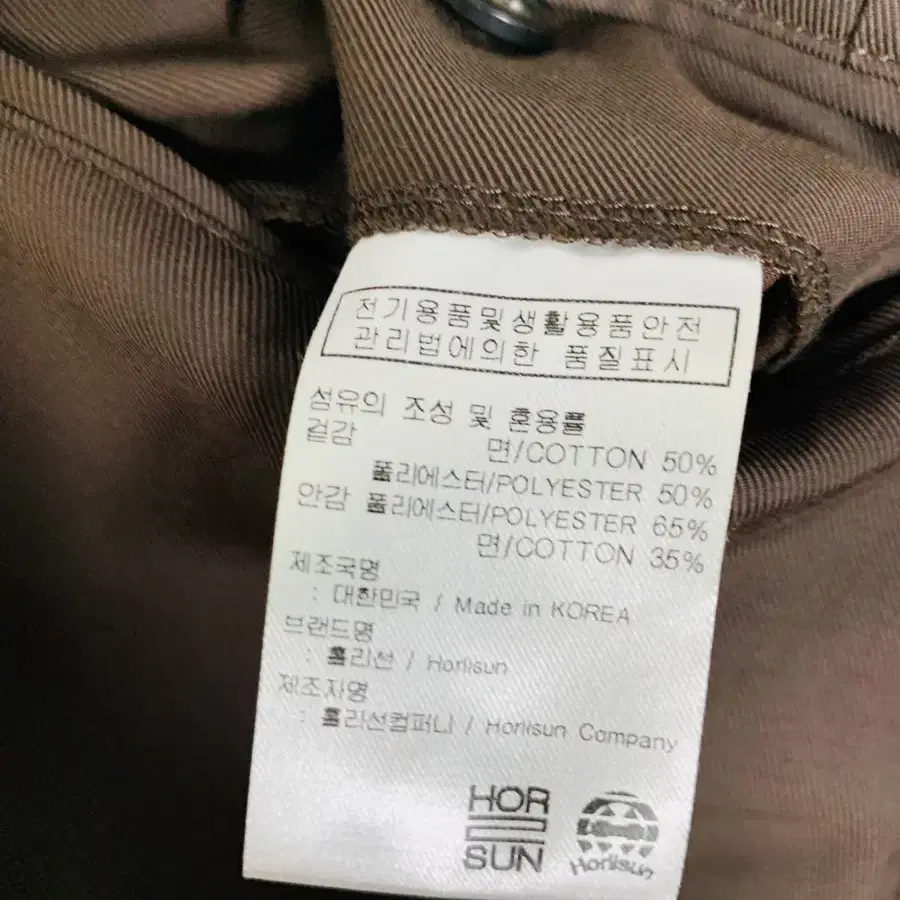 전기용품및생활용품안전
관리법에의한 품질표시
섬유의 조성 및 혼용률
겉감 면/COTTON 50%
폴리에스터/POLYESTER 50%
안감 폴리에스터/POLYESTER 65%
면/COTTON 35%
제조국명
: 대한민국 / Made in KOREA
브랜드명
: 홀리선 / Horlisun
제조자명
: 홀리선컴퍼니 / Horlisun Company
HOR
SUN
Horlisun